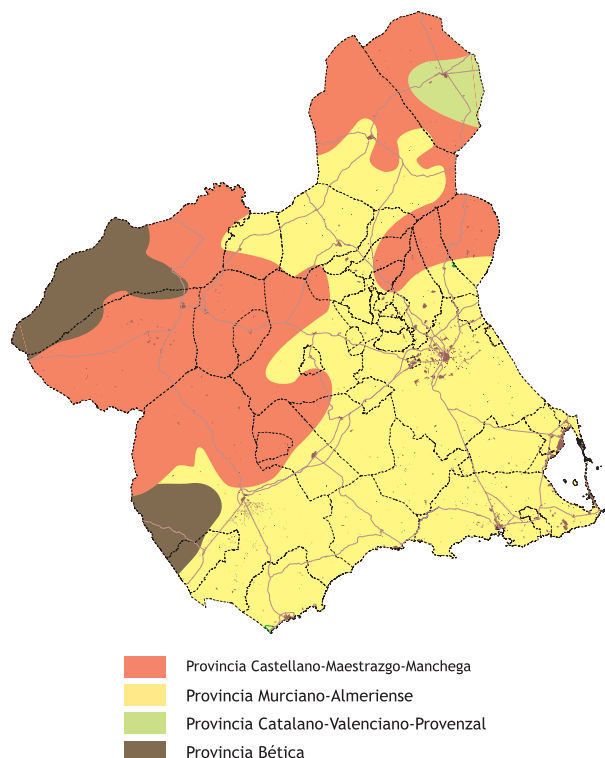 Provincia Castellano-Maestrazgo-Manchega
Provincia Murciano-Almeriense
Provincia Catalano-Valenciano-Provenzal
Provincia Bética